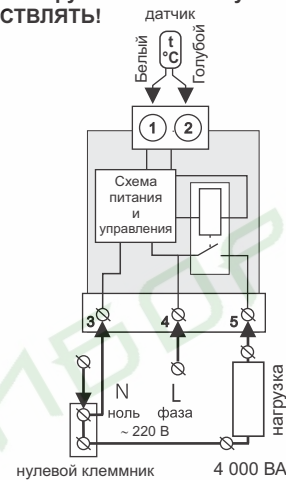 СТВЛЯТЬ!
датчик
Белый
Голубой
t
°C
1 2
Схема
питания
и
управления
3 4 5
N L
ноль фаза
~ 220 В
нагрузка
нулевой клеммник
4 000 ВА